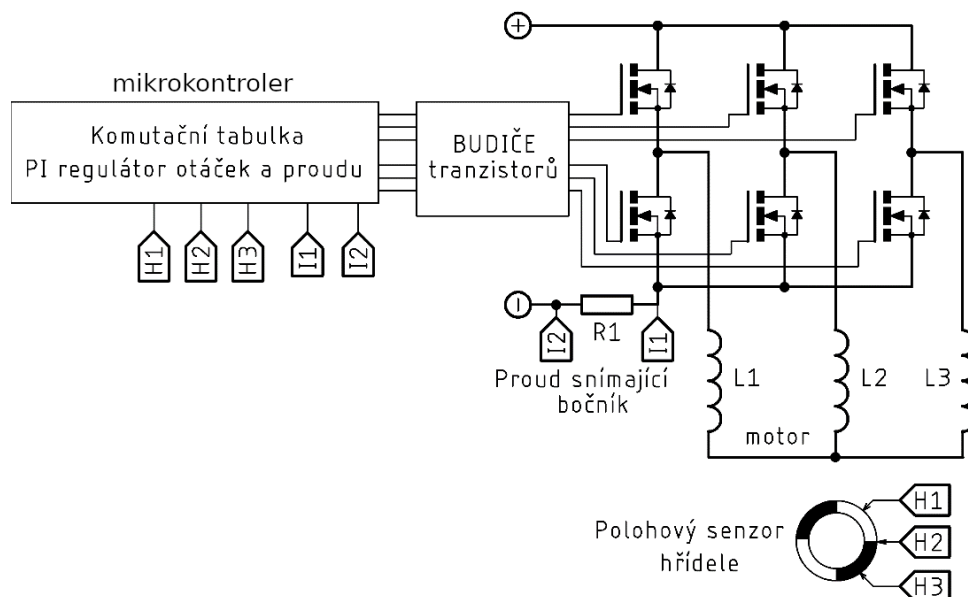 mikrokontroler
Komutační tabulka
PI regulátor otáček a proudu
BUDIČE
tranzistorů
H1
H2
H3
I1
I2
+
−
R1
I2
I1
Proud snímající
bočník
L1
L2
L3
motor
Polohový senzor
hřídele
H1
H2
H3